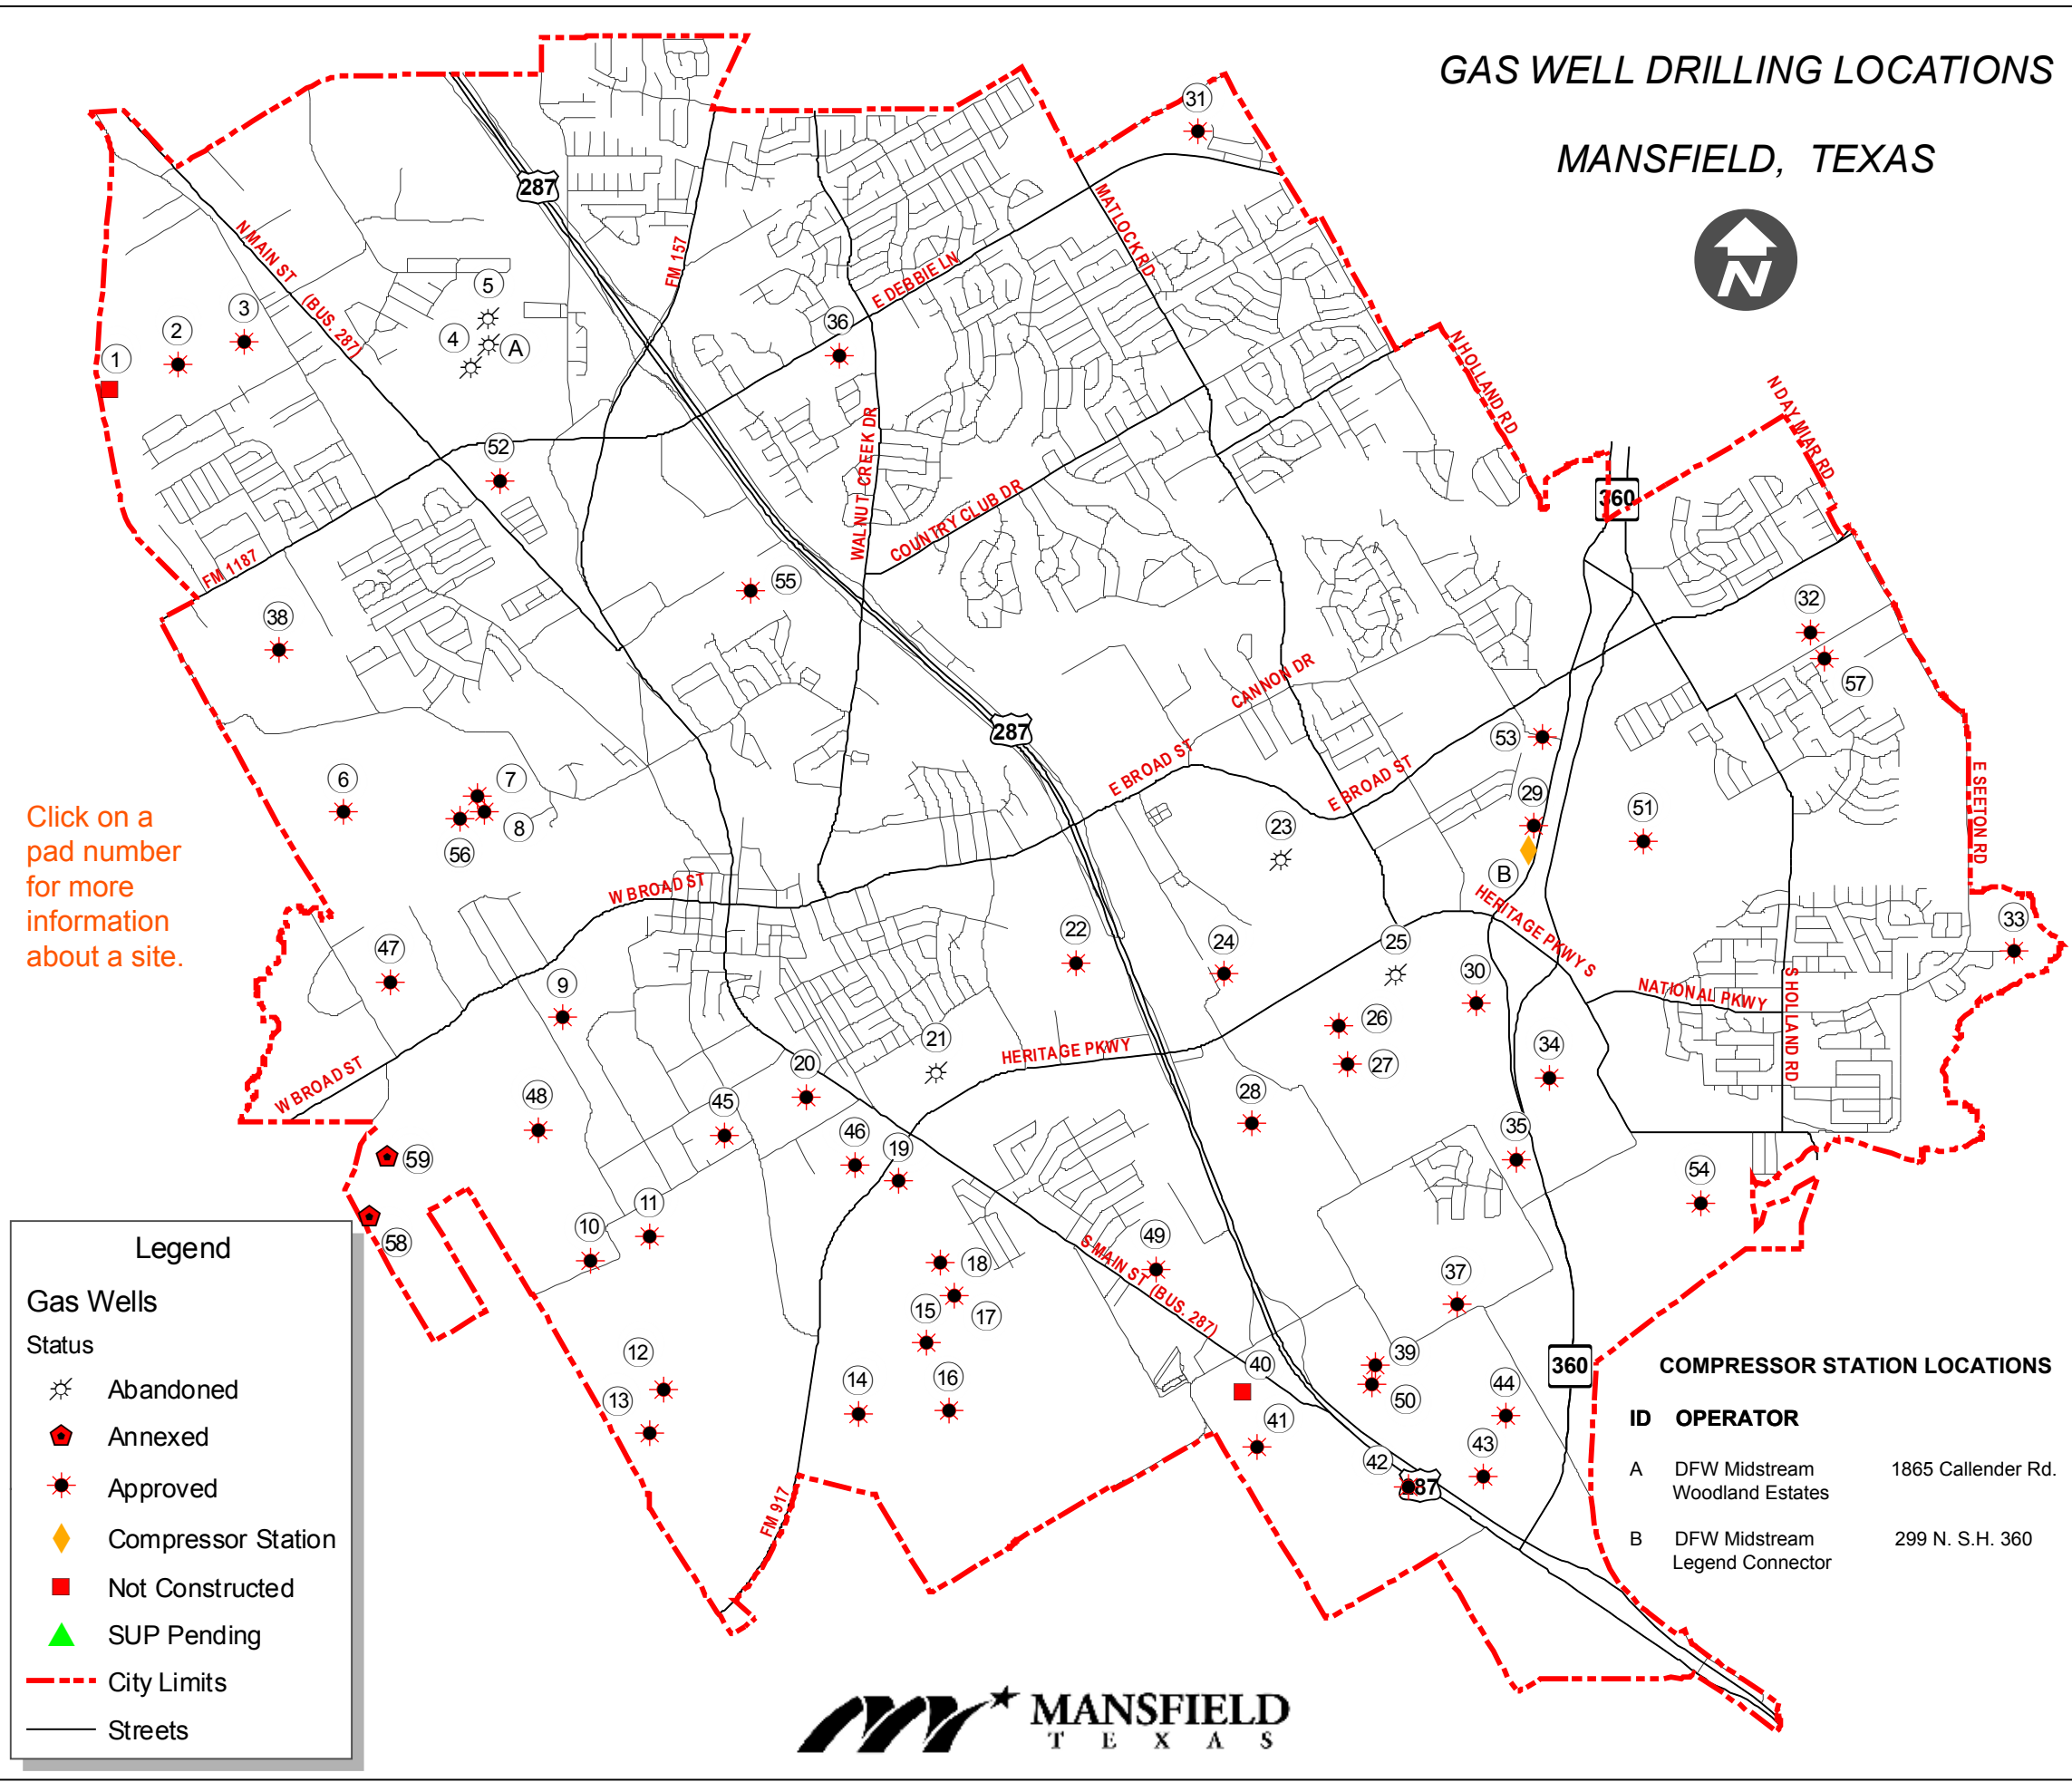 GAS WELL DRILLING LOCATIONS
MANSFIELD, TEXAS
N
31
287
N MAIN ST (BUS. 287)
FM 157
MATLOCK RD
E DEBBIE LN
5
3
2
1
4
A
36
N HOLLAND RD
N DAY MIAR RD
52
WALNUT CREEK DR
COUNTRY CLUB DR
360
FM 1187
55
38
32
57
CANNON DR
287
53
E BROAD ST
E BROAD ST
E SEETON RD
6
7
8
56
29
51
23
B
Click on a
pad number
for more
information
about a site.
W BROAD ST
HERITAGE PKWY S
33
47
9
22
24
25
30
NATIONAL PKWY
S HOLLAND RD
26
27
21
20
HERITAGE PKWY
34
W BROAD ST
48
45
28
35
46
19
59
54
58
10
11
49
18
17
S MAIN ST (BUS. 287)
37
15
12
13
14
16
40
39
50
44
360
41
43
42
287
FM 917
Legend
Gas Wells
Status
Abandoned
Annexed
Approved
Compressor Station
Not Constructed
SUP Pending
City Limits
Streets
COMPRESSOR STATION LOCATIONS
ID OPERATOR
A DFW Midstream 1865 Callender Rd.
Woodland Estates
B DFW Midstream 299 N. S.H. 360
Legend Connector
MANSFIELD
TEXAS